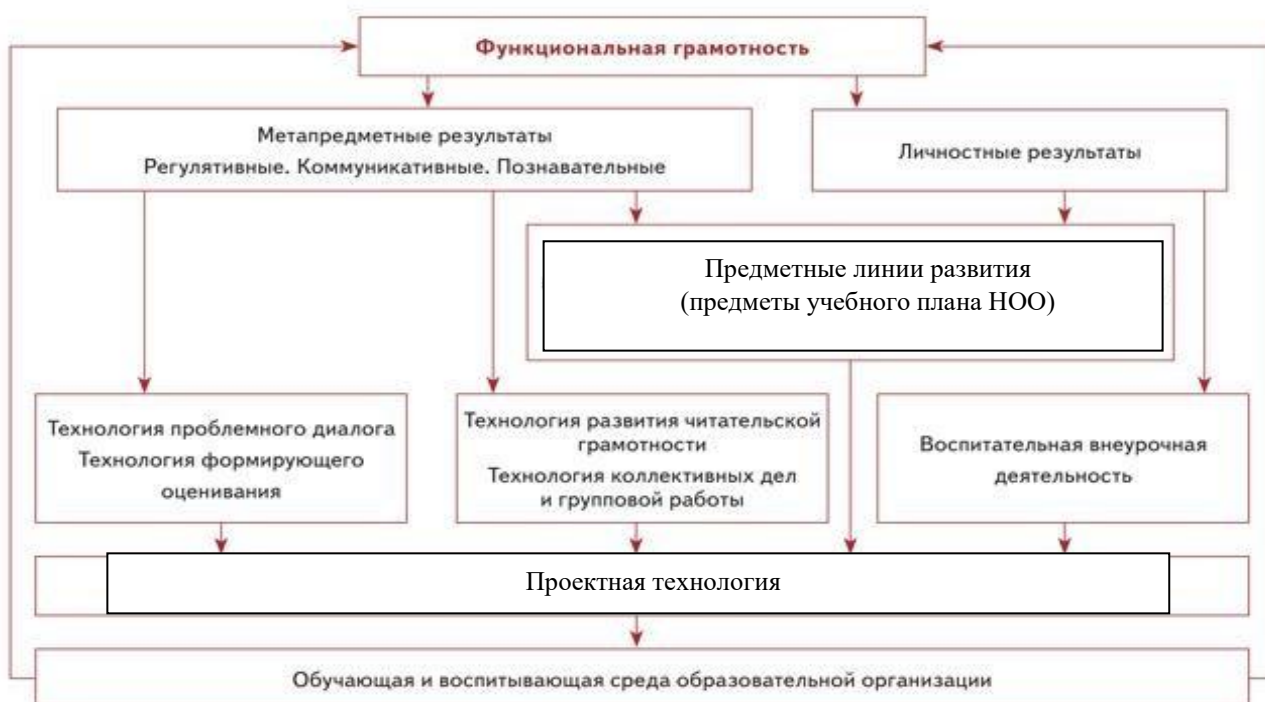 Функциональная грамотность
Метапредметные результаты
Регулятивные. Коммуникативные. Познавательные
Личностные результаты
Предметные линии развития
(предметы учебного плана НОО)
Технология проблемного диалога
Технология формирующего
оценивания
Технология развития читательской
грамотности
Технология коллективных дел
и групповой работы
Воспитательная внеурочная
деятельность
Проектная технология
Обучающая и воспитывающая среда образовательной организации